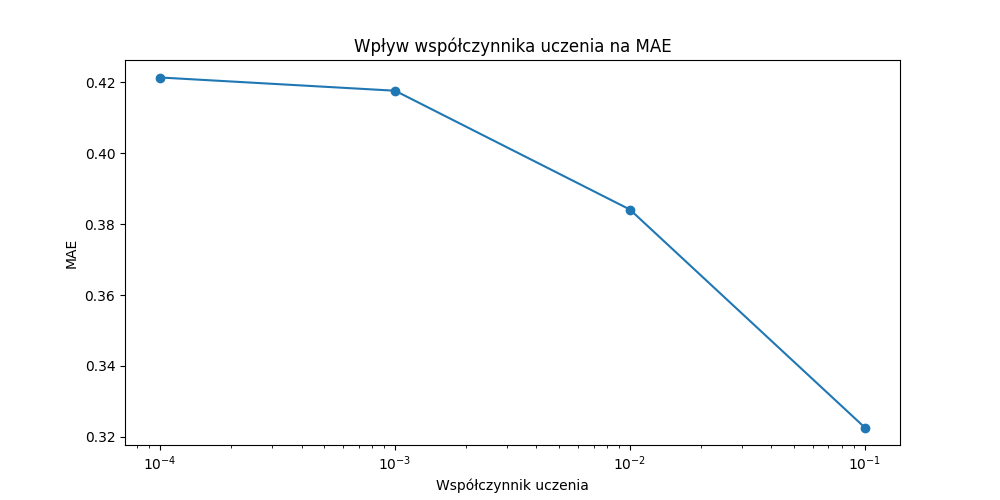 Wpływ współczynnika uczenia na MAE
MAE
0.42
0.40
0.38
0.36
0.34
0.32
10⁻⁴ 10⁻³ 10⁻² 10⁻¹
Współczynnik uczenia